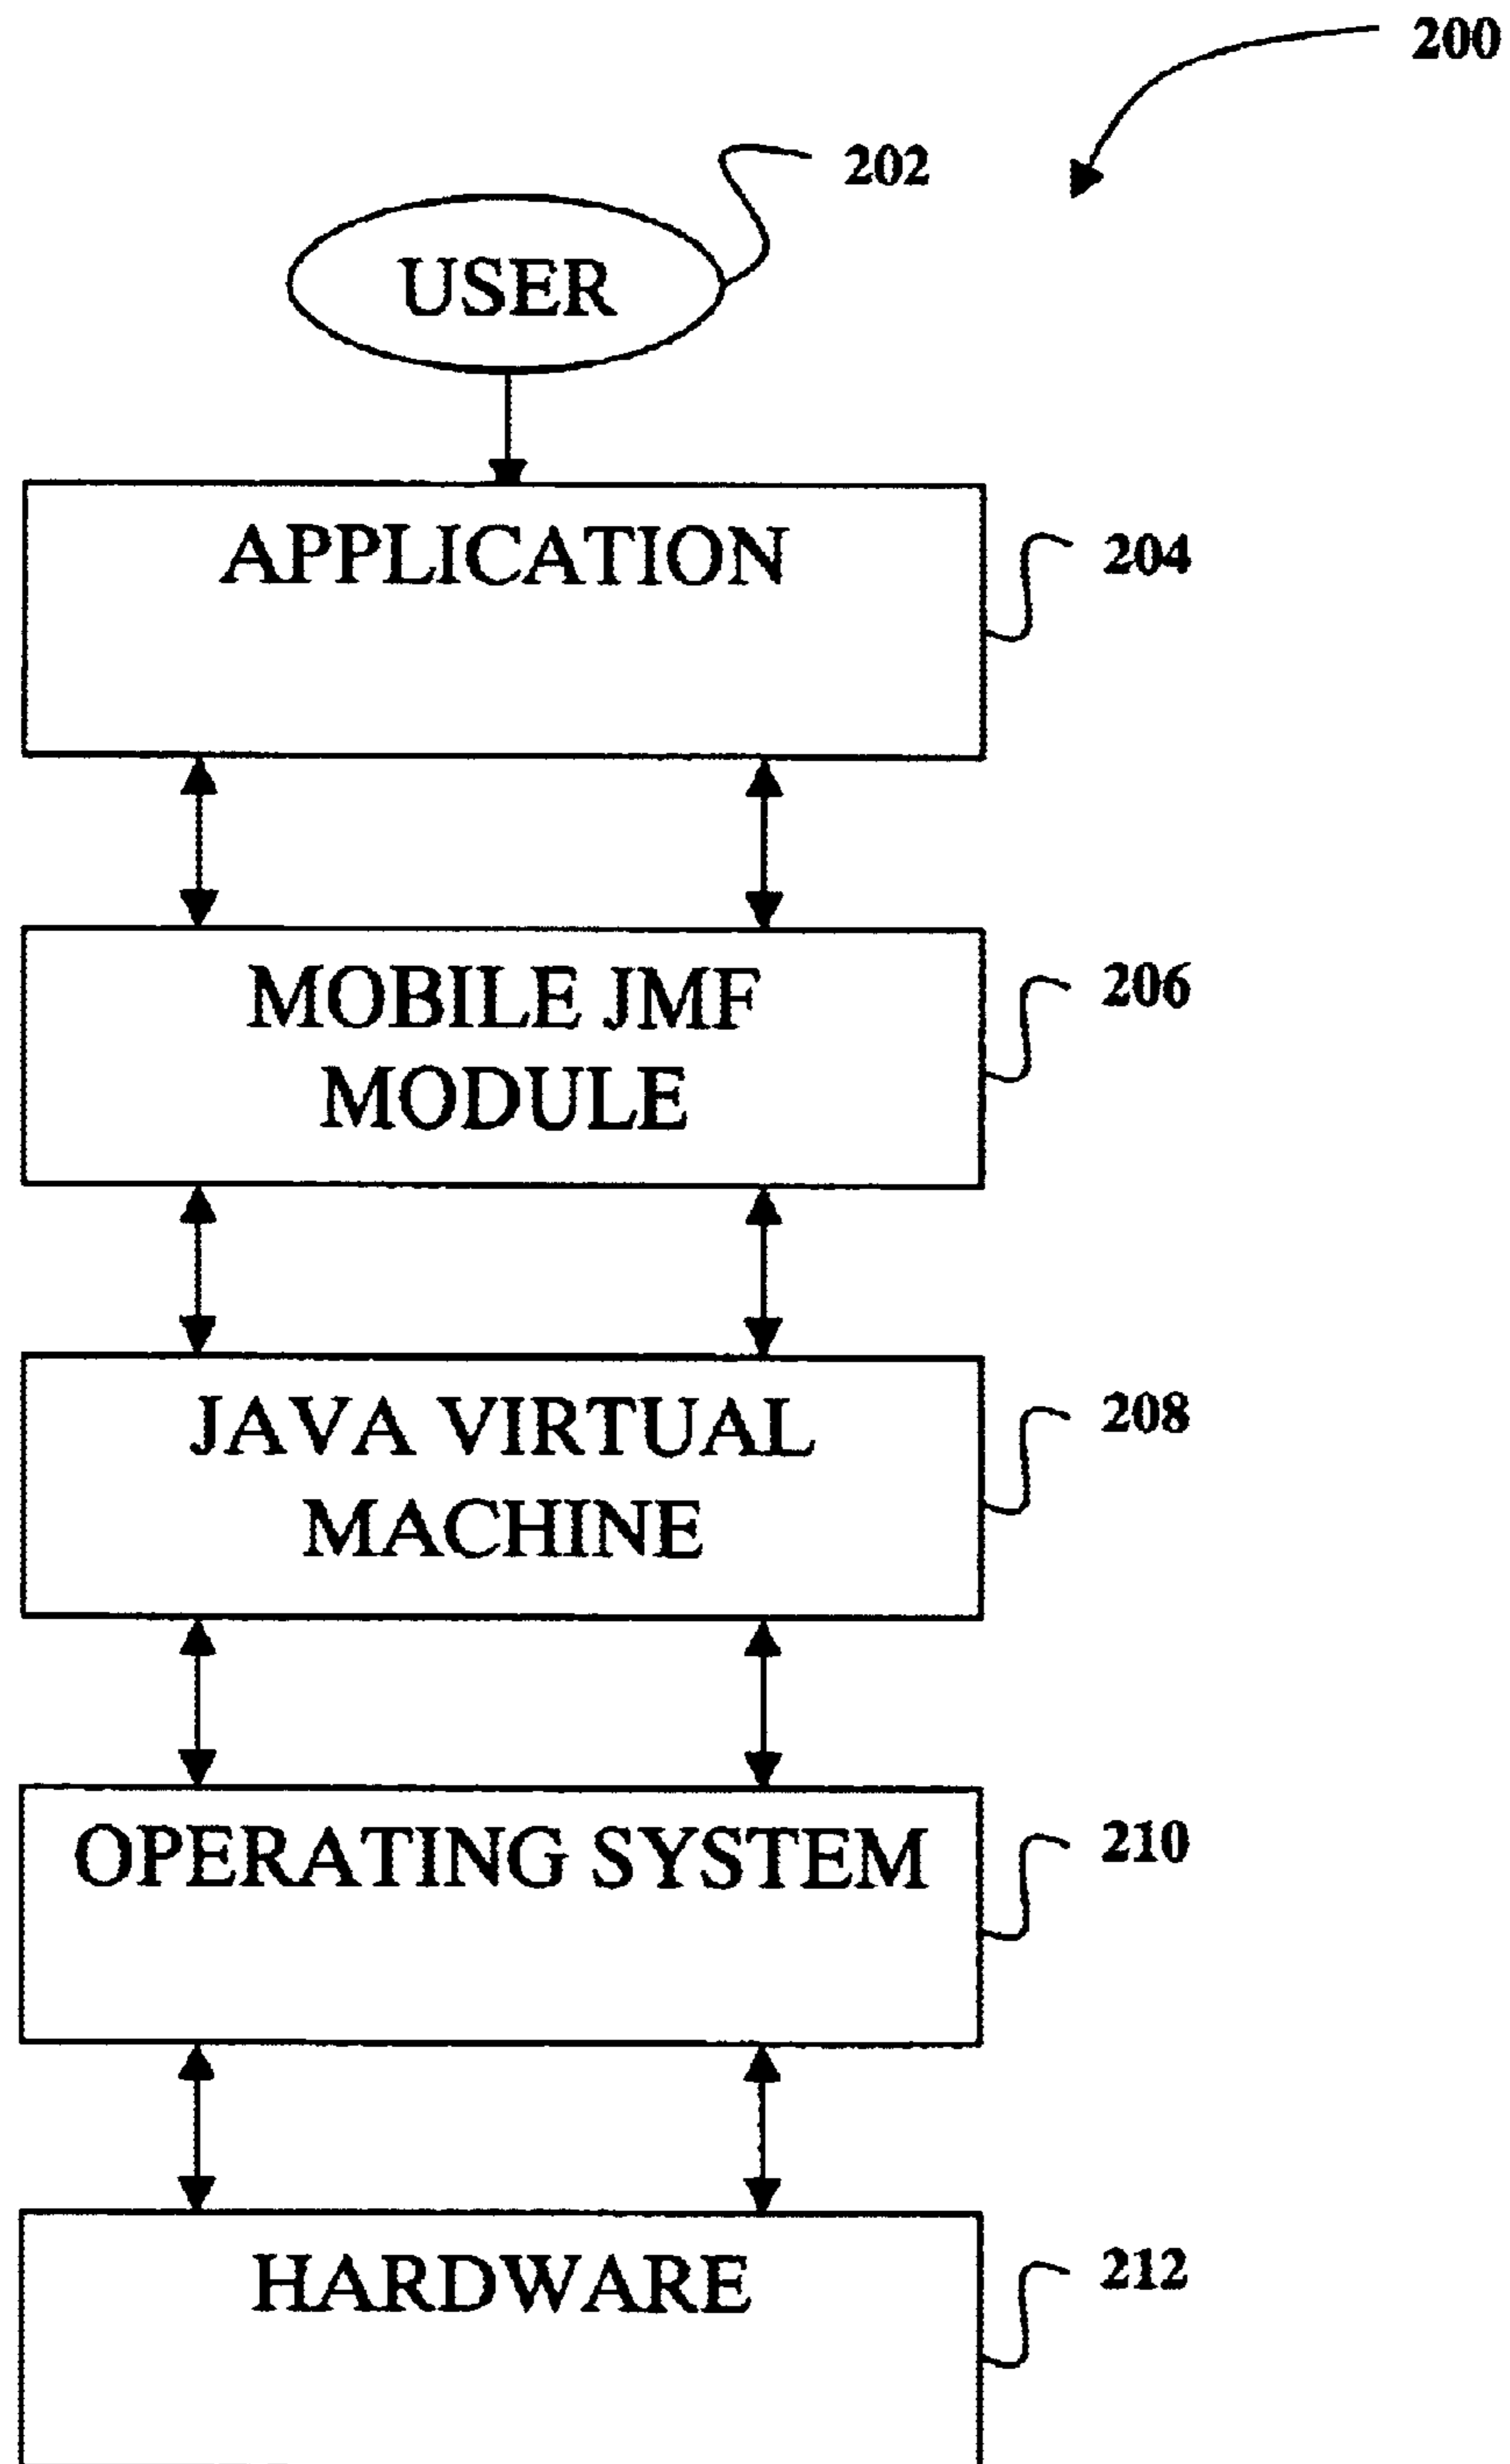 200
202
USER
APPLICATION
204
MOBILE JMF
MODULE
206
JAVA VIRTUAL
MACHINE
208
OPERATING SYSTEM
210
HARDWARE
212